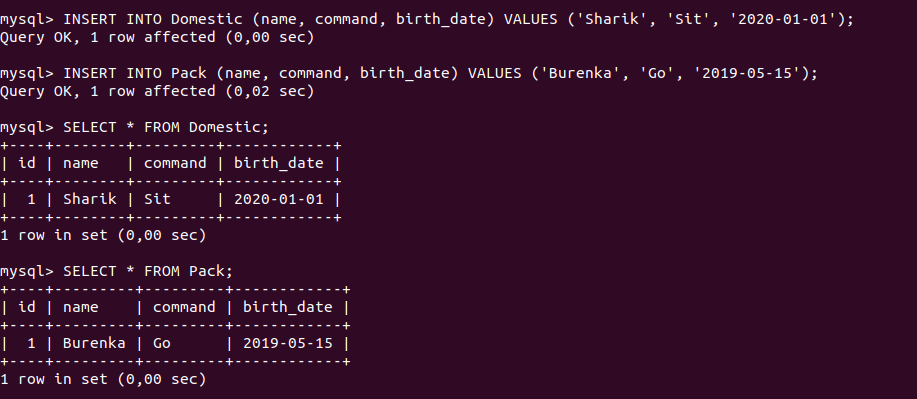 mysql> INSERT INTO Domestic (name, command, birth_date) VALUES ('Sharik', 'Sit', '2020-01-01');
Query OK, 1 row affected (0,00 sec)

mysql> INSERT INTO Pack (name, command, birth_date) VALUES ('Burenka', 'Go', '2019-05-15');
Query OK, 1 row affected (0,02 sec)

mysql> SELECT * FROM Domestic;
+----+--------+---------+------------+
| id | name   | command | birth_date |
+----+--------+---------+------------+
|  1 | Sharik | Sit     | 2020-01-01 |
+----+--------+---------+------------+
1 row in set (0,00 sec)

mysql> SELECT * FROM Pack;
+----+---------+---------+------------+
| id | name    | command | birth_date |
+----+---------+---------+------------+
|  1 | Burenka | Go      | 2019-05-15 |
+----+---------+---------+------------+
1 row in set (0,00 sec)